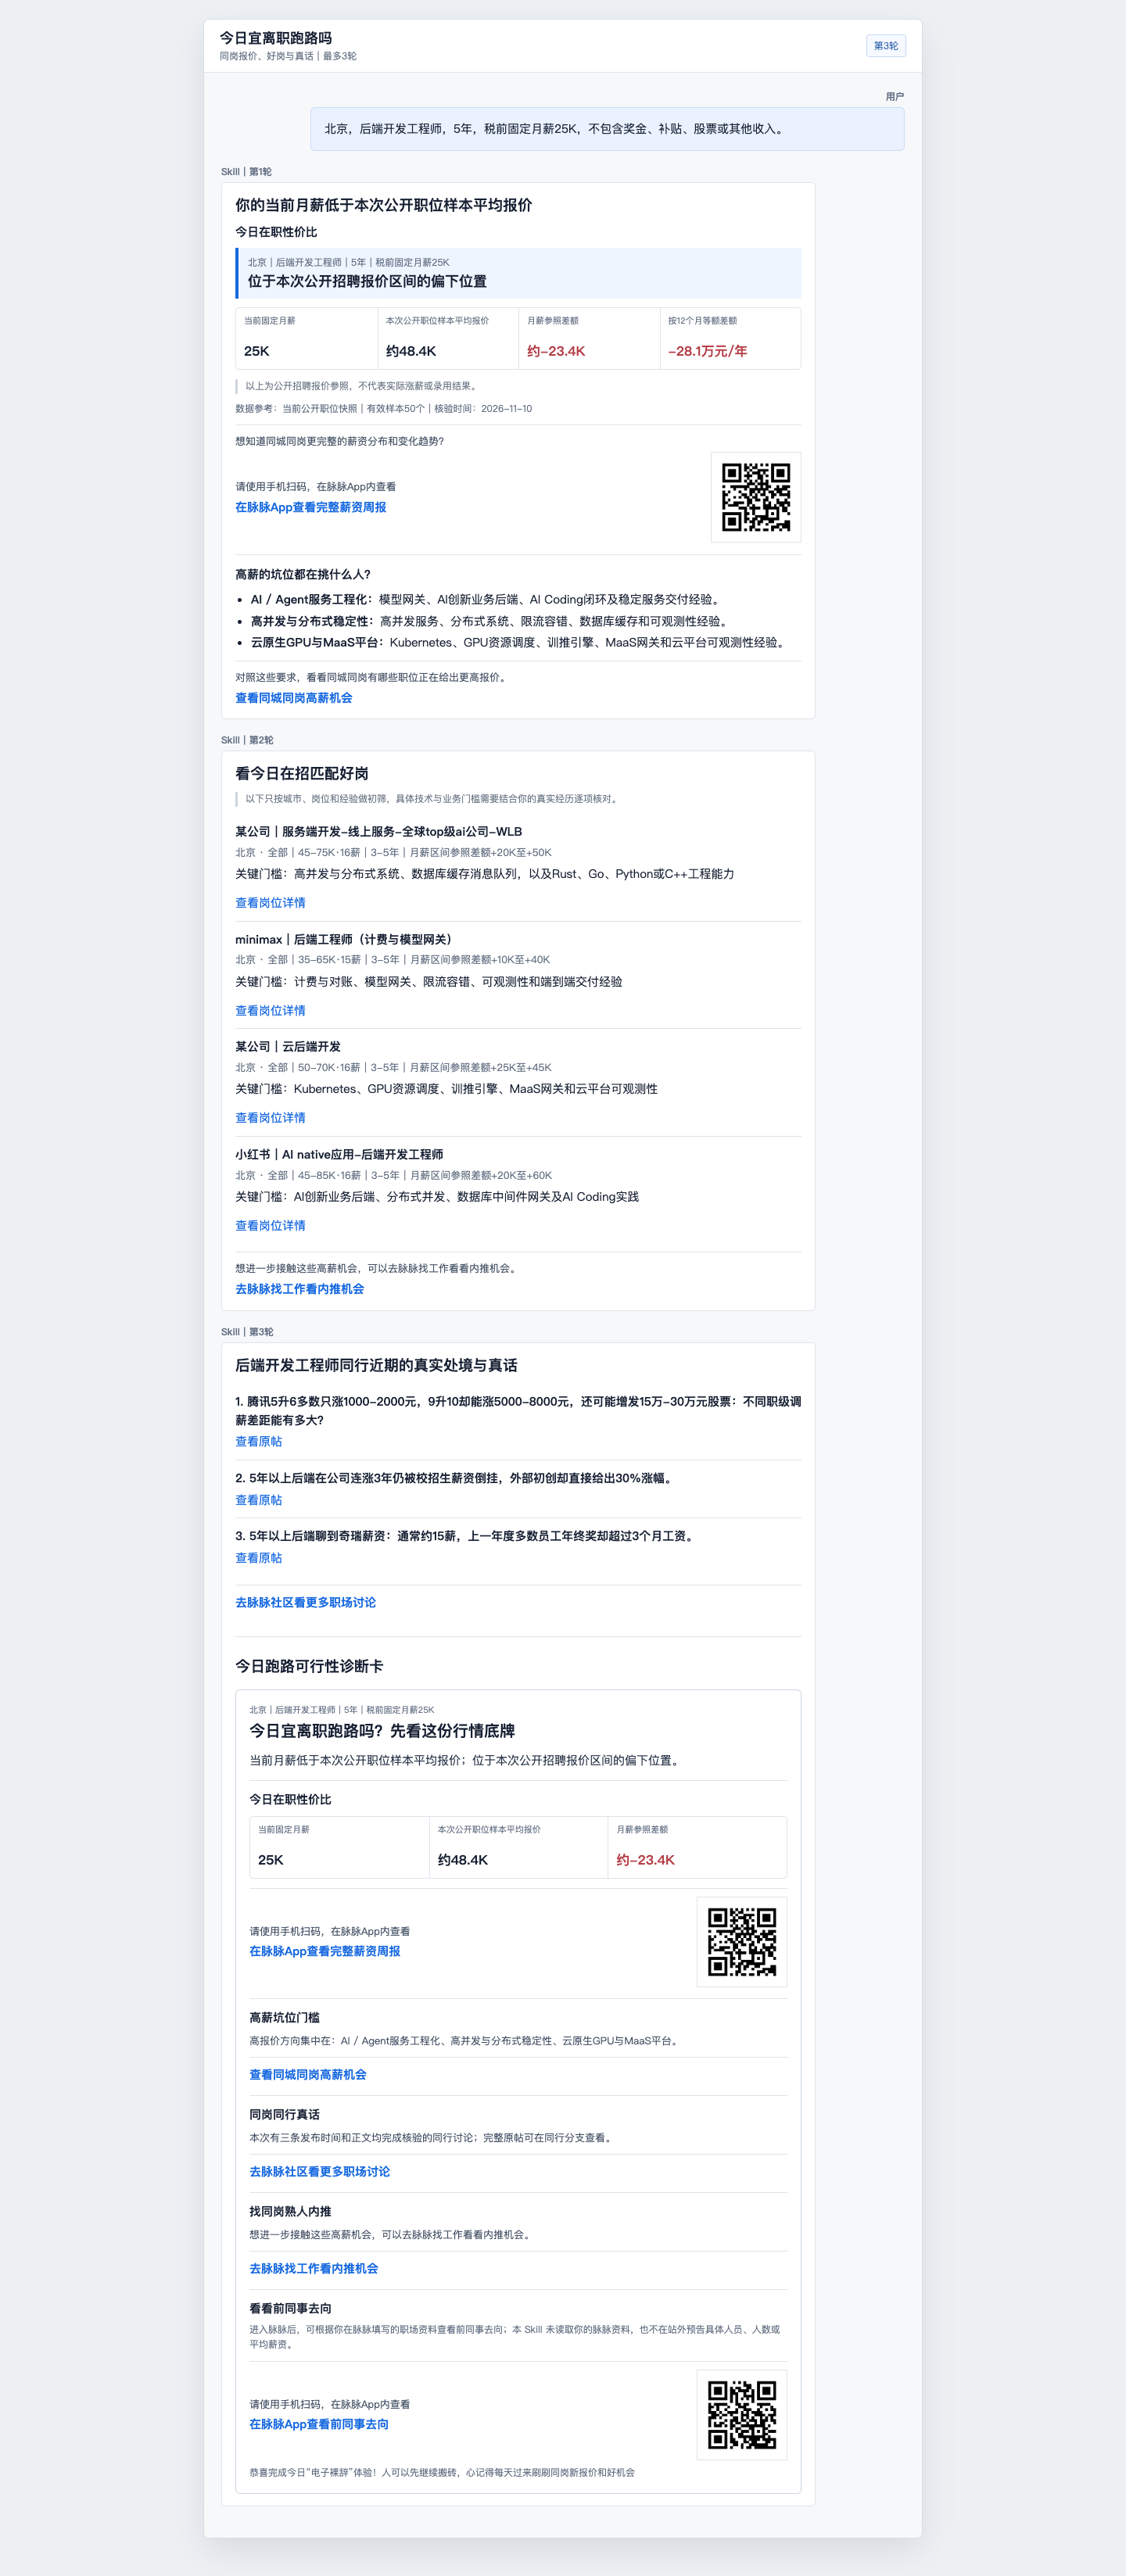 今日宜离职跑路吗
同岗报价、好岗与真话｜最多3轮
第3轮
用户
北京，后端开发工程师，5年，税前固定月薪25K，不包含奖金、补贴、股票或其他收入。
Skill｜第1轮
你的当前月薪低于本次公开职位样本平均报价
今日在职性价比
北京｜后端开发工程师｜5年｜税前固定月薪25K
位于本次公开招聘报价区间的偏下位置
当前固定月薪
25K
本次公开职位样本平均报价
约48.4K
月薪参照差额
约−23.4K
按12个月等额差额
−28.1万元/年
以上为公开招聘报价参照，不代表实际涨薪或录用结果。
数据参考：当前公开职位快照｜有效样本50个｜核验时间：2026-11-10
想知道同城同岗更完整的薪资分布和变化趋势？
请使用手机扫码，在脉脉App内查看
在脉脉App查看完整薪资周报
高薪的坑位都在挑什么人？
• AI / Agent服务工程化：模型网关、AI创新业务后端、AI Coding闭环及稳定服务交付经验。
• 高并发与分布式稳定性：高并发服务、分布式系统、限流容错、数据库缓存和可观测性经验。
• 云原生GPU与MaaS平台：Kubernetes、GPU资源调度、训推引擎、MaaS网关和云平台可观测性经验。
对照这些要求，看看同城同岗有哪些职位正在给出更高报价。
查看同城同岗高薪机会
Skill｜第2轮
看今日在招匹配好岗
以下只按城市、岗位和经验做初筛，具体技术与业务门槛需要结合你的真实经历逐项核对。
某公司｜服务端开发-线上服务-全球top级ai公司-WLB
北京 · 全部｜45-75K·16薪｜3-5年｜月薪区间参照差额+20K至+50K
关键门槛：高并发与分布式系统、数据库缓存消息队列，以及Rust、Go、Python或C++工程能力
查看岗位详情
minimax｜后端工程师（计费与模型网关）
北京 · 全部｜35-65K·15薪｜3-5年｜月薪区间参照差额+10K至+40K
关键门槛：计费与对账、模型网关、限流容错、可观测性和端到端交付经验
查看岗位详情
某公司｜云后端开发
北京 · 全部｜50-70K·16薪｜3-5年｜月薪区间参照差额+25K至+45K
关键门槛：Kubernetes、GPU资源调度、训推引擎、MaaS网关和云平台可观测性
查看岗位详情
小红书｜AI native应用-后端开发工程师
北京 · 全部｜45-85K·16薪｜3-5年｜月薪区间参照差额+20K至+60K
关键门槛：AI创新业务后端、分布式并发、数据库中间件网关及AI Coding实践
查看岗位详情
想进一步接触这些高薪机会，可以去脉脉找工作看看内推机会。
去脉脉找工作看内推机会
Skill｜第3轮
后端开发工程师同行近期的真实处境与真话
1. 腾讯5升6多数只涨1000-2000元，9升10却能涨5000-8000元，还可能增发15万-30万元股票：不同职级调
薪差距能有多大？
查看原帖
2. 5年以上后端在公司连涨3年仍被校招生薪资倒挂，外部初创却直接给出30%涨幅。
查看原帖
3. 5年以上后端聊到奇瑞薪资：通常约15薪，上一年度多数员工年终奖却超过3个月工资。
查看原帖
去脉脉社区看更多职场讨论
今日跑路可行性诊断卡
北京｜后端开发工程师｜5年｜税前固定月薪25K
今日宜离职跑路吗？先看这份行情底牌
当前月薪低于本次公开职位样本平均报价；位于本次公开招聘报价区间的偏下位置。
今日在职性价比
当前固定月薪
25K
本次公开职位样本平均报价
约48.4K
月薪参照差额
约−23.4K
请使用手机扫码，在脉脉App内查看
在脉脉App查看完整薪资周报
高薪坑位门槛
高报价方向集中在：AI / Agent服务工程化、高并发与分布式稳定性、云原生GPU与MaaS平台。
查看同城同岗高薪机会
同岗同行真话
本次有三条发布时间和正文均完成核验的同行讨论；完整原帖可在同行分支查看。
去脉脉社区看更多职场讨论
找同岗熟人内推
想进一步接触这些高薪机会，可以去脉脉找工作看看内推机会。
去脉脉找工作看内推机会
看看前同事去向
进入脉脉后，可根据你在脉脉填写的职场资料查看前同事去向；本 Skill 未读取你的脉脉资料，也不在站外预告具体人员、人数或
平均薪资。
请使用手机扫码，在脉脉App内查看
在脉脉App查看前同事去向
恭喜完成今日“电子裸辞”体验！人可以先继续搬砖，心记得每天过来刷刷同岗新报价和好机会